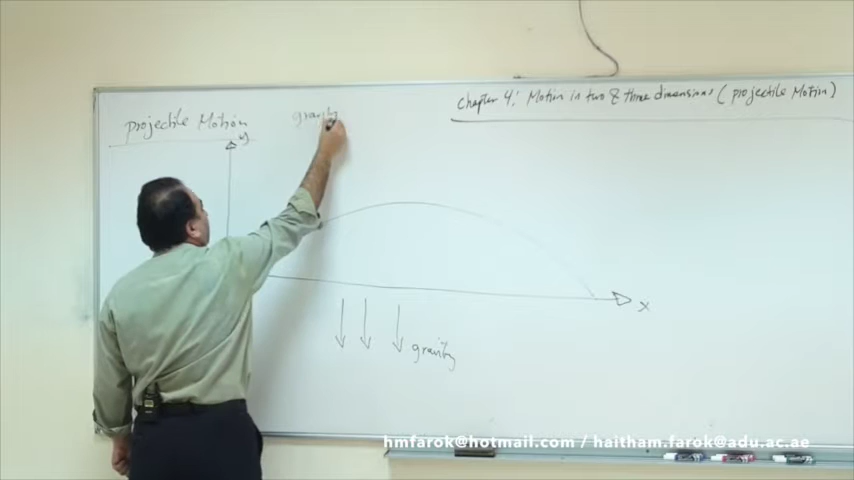 Chapter 4: Motion in two & three dimensions (projectile Motion)
projectile Motion
gravity
y
x
gravity
hmfarok@hotmail.com / haitham.farok@adu.ac.ae